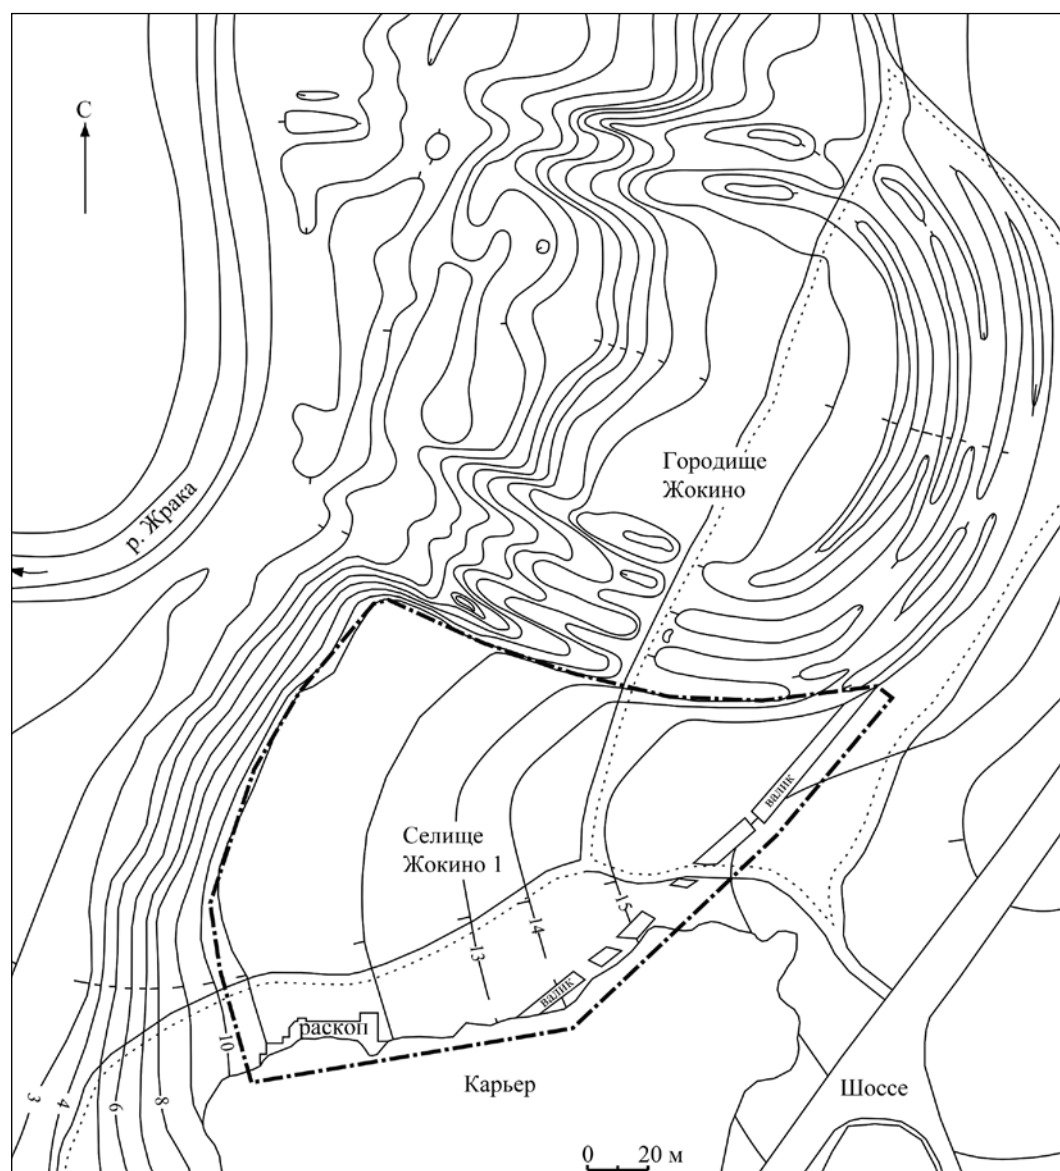 С
р. Жрака
Городище
Жокино
Селище
Жокино 1
валик
15
14
13
валик
раскоп
10
8
6
4
3
Карьер
Шоссе
0 20 м